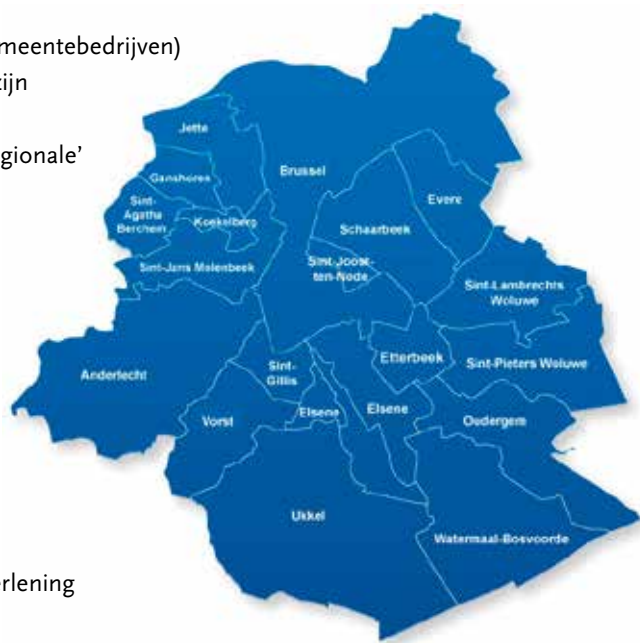 meentebedrijven)
ijn
gionale’
erlening
Jette
Ganshoren
Brussel
Evere
Sint-
Agatha
Berchem
Koekelberg
Schaarbeek
Sint-Jans Molenbeek
Sint-Joost-
ten-Node
Sint-Lambrechts
Woluwe
Anderlecht
Sint-
Gillis
Etterbeek
Sint-Pieters Woluwe
Vorst
Elsene
Elsene
Oudergem
Ukkel
Watermaal-Bosvoorde